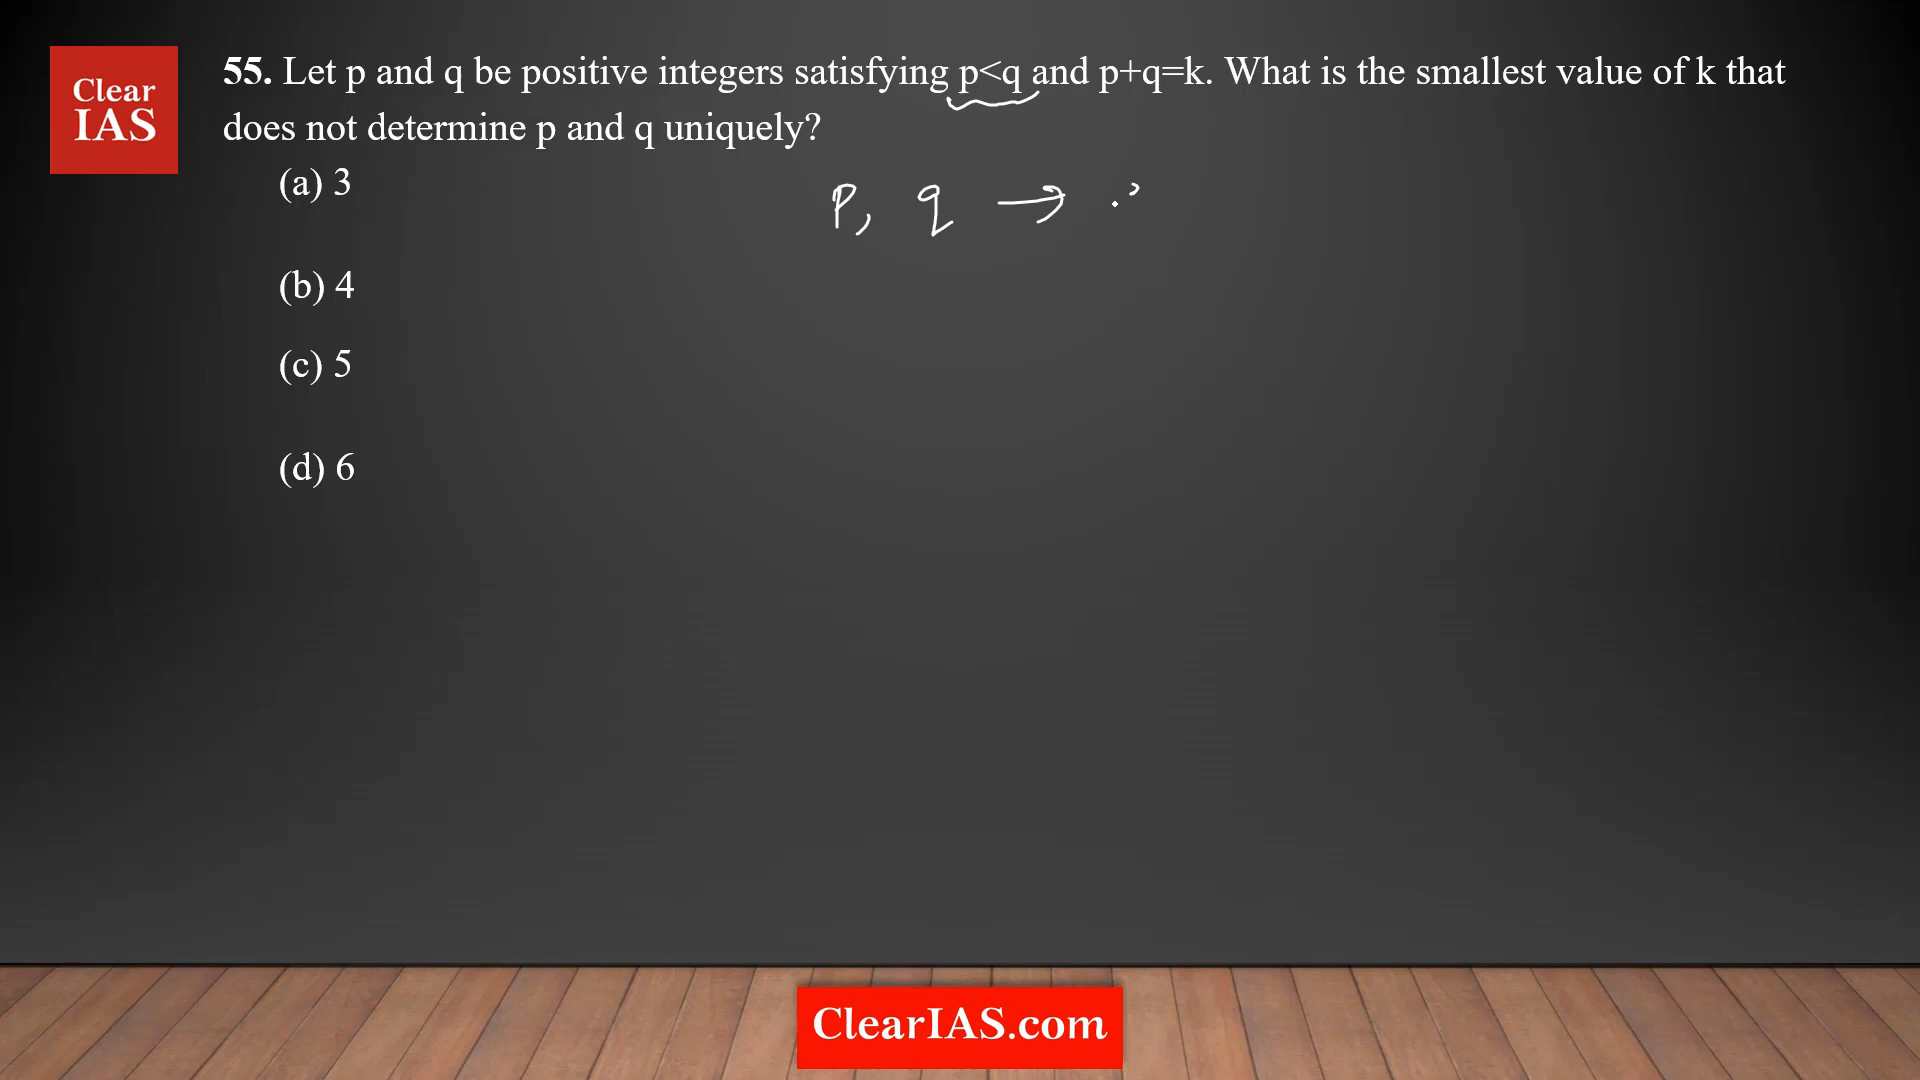 Clear
IAS
55. Let p and q be positive integers satisfying p<q and p+q=k. What is the smallest value of k that
does not determine p and q uniquely?
(a) 3
P, q →
(b) 4
(c) 5
(d) 6
ClearIAS.com